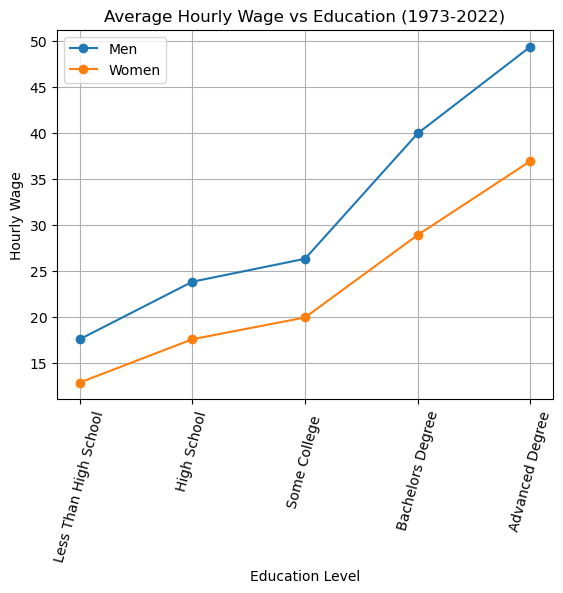 Average Hourly Wage vs Education (1973-2022)
Men
Women
Hourly Wage
50
45
40
35
30
25
20
15
Less Than High School
High School
Some College
Bachelors Degree
Advanced Degree
Education Level